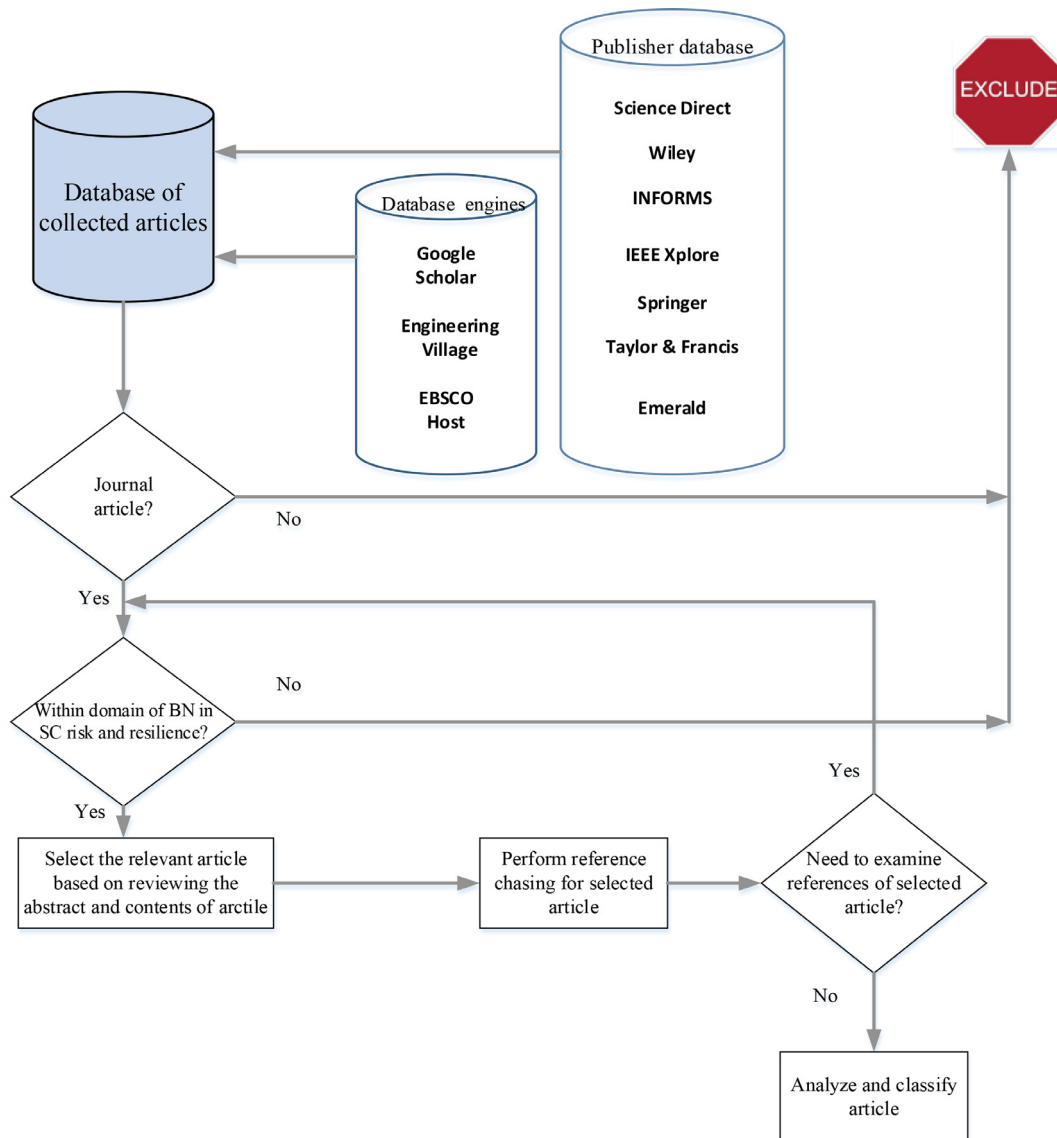 Publisher database
Science Direct
Wiley
INFORMS
IEEE Xplore
Springer
Taylor & Francis
Emerald
EXCLUDE
Database of
collected articles
Database engines
Google
Scholar
Engineering
Village
EBSCO
Host
Journal
article?
No
Yes
Within domain of BN in
SC risk and resilience?
No
Yes
Select the relevant article
based on reviewing the
abstract and contents of arctile
Perform reference
chasing for selected
article
Need to examine
references of selected
article?
Yes
No
Analyze and classify
article